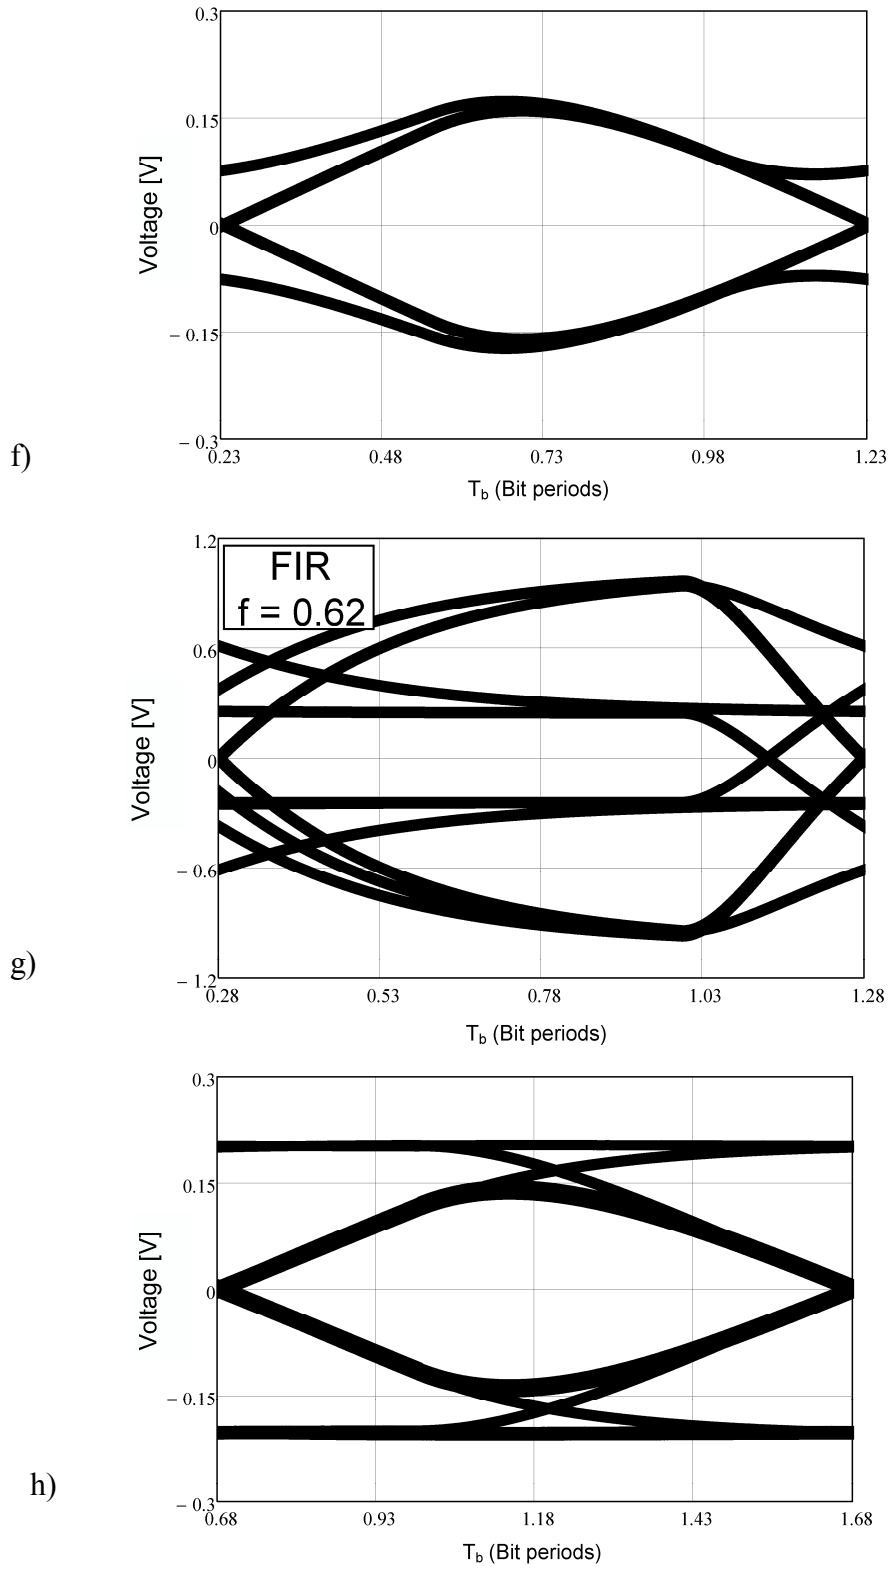 0.3
0.15
0
– 0.15
– 0.3
Voltage [V]
0.23 0.48 0.73 0.98 1.23
T_b (Bit periods)
f)
FIR
f = 0.62
1.2
0.6
0
– 0.6
– 1.2
Voltage [V]
0.28 0.53 0.78 1.03 1.28
T_b (Bit periods)
g)
0.3
0.15
0
– 0.15
– 0.3
Voltage [V]
0.68 0.93 1.18 1.43 1.68
T_b (Bit periods)
h)